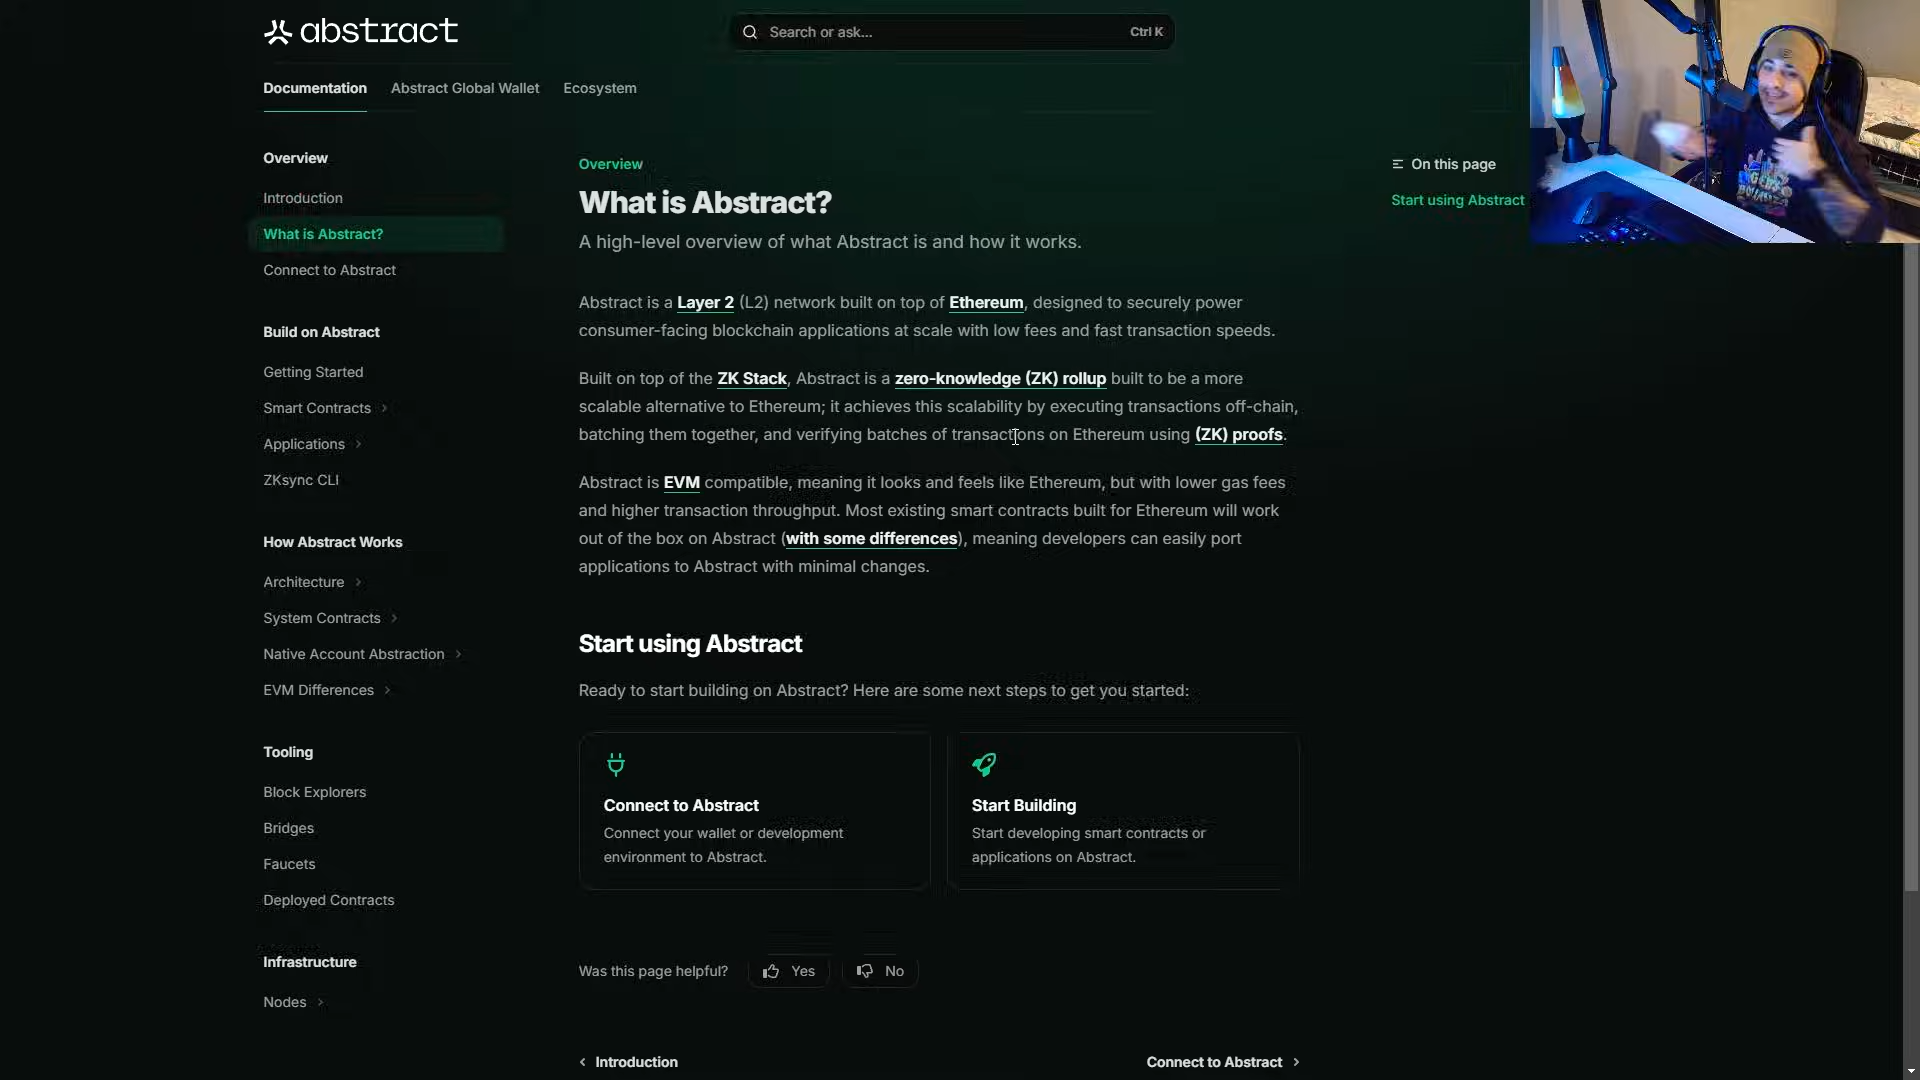 abstract
Search or ask...
Ctrl K
Documentation
Abstract Global Wallet
Ecosystem
Overview
Introduction
What is Abstract?
Connect to Abstract
Build on Abstract
Getting Started
Smart Contracts
Applications
ZKsync CLI
How Abstract Works
Architecture
System Contracts
Native Account Abstraction
EVM Differences
Tooling
Block Explorers
Bridges
Faucets
Deployed Contracts
Infrastructure
Nodes
Overview
What is Abstract?
A high-level overview of what Abstract is and how it works.
Abstract is a Layer 2 (L2) network built on top of Ethereum, designed to securely power
consumer-facing blockchain applications at scale with low fees and fast transaction speeds.
Built on top of the ZK Stack, Abstract is a zero-knowledge (ZK) rollup built to be a more
scalable alternative to Ethereum; it achieves this scalability by executing transactions off-chain,
batching them together, and verifying batches of transactions on Ethereum using (ZK) proofs.
Abstract is EVM compatible, meaning it looks and feels like Ethereum, but with lower gas fees
and higher transaction throughput. Most existing smart contracts built for Ethereum will work
out of the box on Abstract (with some differences), meaning developers can easily port
applications to Abstract with minimal changes.
Start using Abstract
Ready to start building on Abstract? Here are some next steps to get you started:
Connect to Abstract
Connect your wallet or development
environment to Abstract.
Start Building
Start developing smart contracts or
applications on Abstract.
Was this page helpful?
Yes
No
Introduction
Connect to Abstract
On this page
Start using Abstract